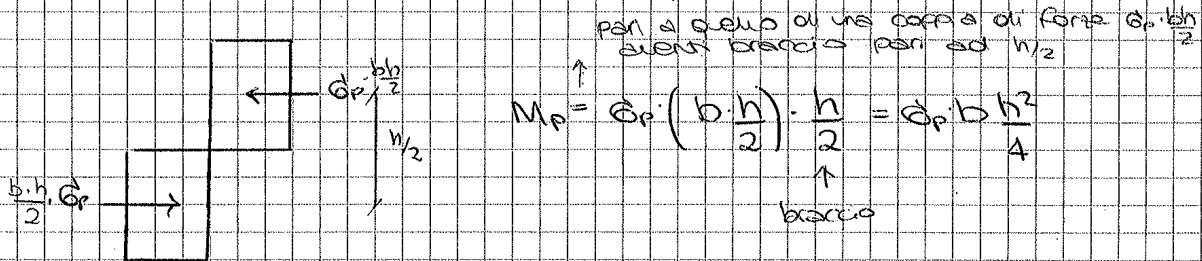 pari a quello di una coppia di forze σp·bh/2
aventi braccio pari ad h/2
σp·bh/2
h/2
b·h/2·σp
Mp = σp·(b·h/2)·h/2 = σp·b h²/4
braccio